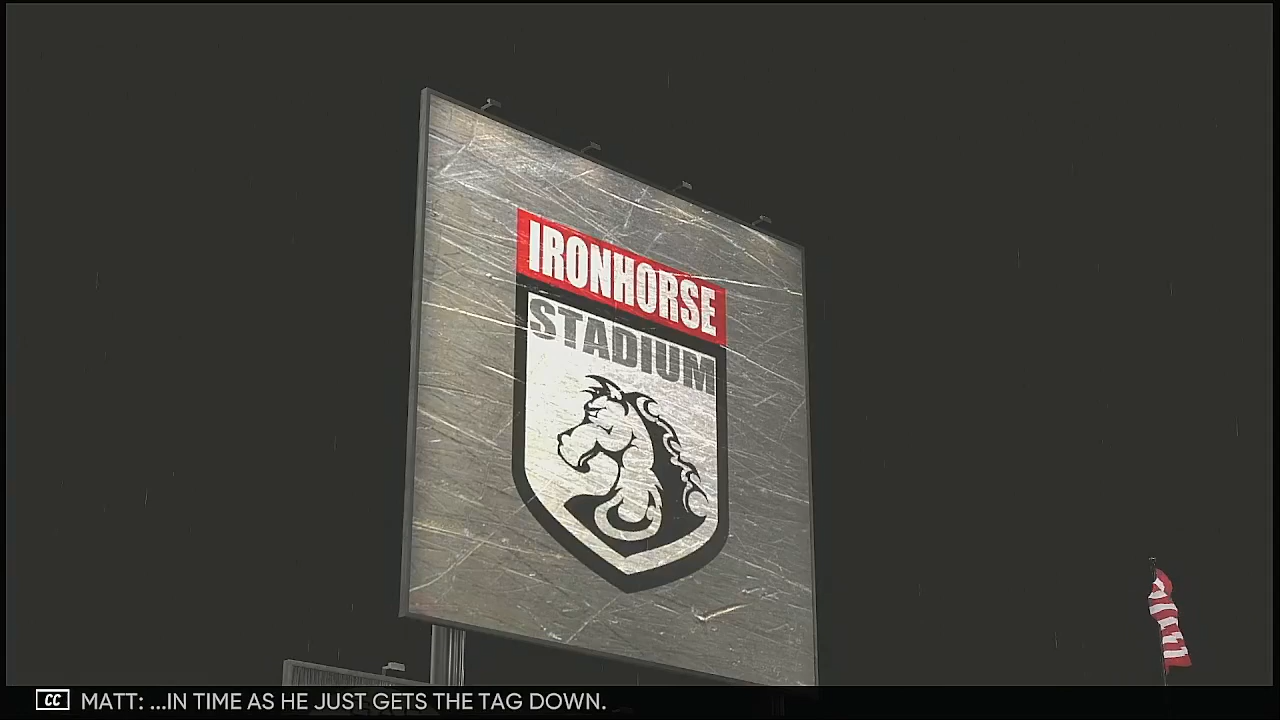 IRONHORSE
STADIUM
CC MATT: ...IN TIME AS HE JUST GETS THE TAG DOWN.